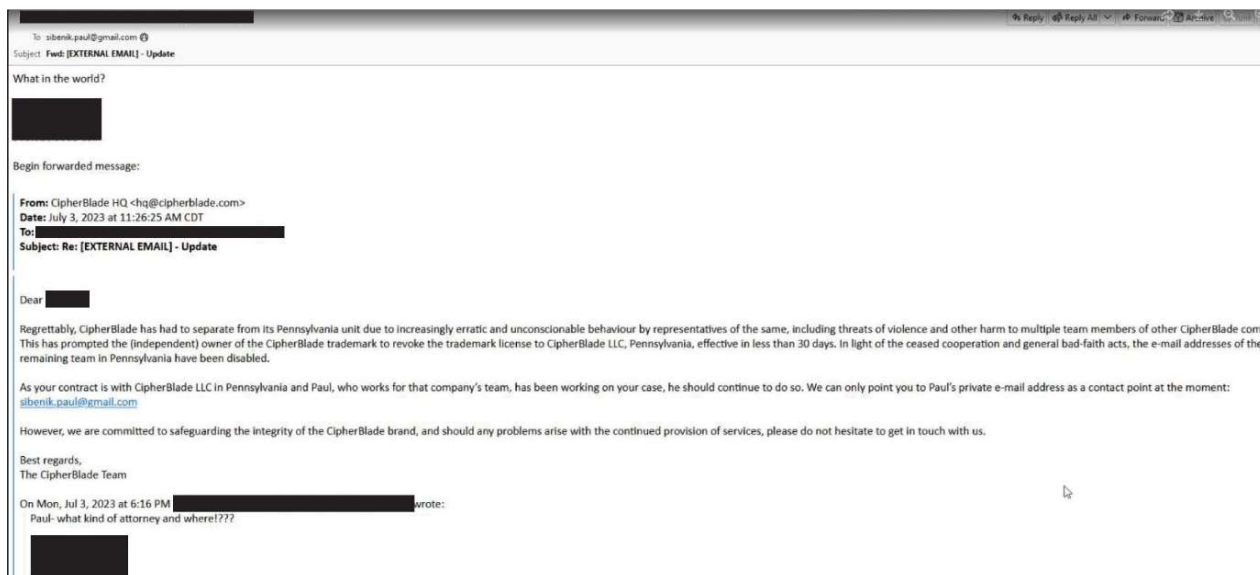 Reply Reply All Forward Archive
To sibenik.paul@gmail.com
Subject Fwd: [EXTERNAL EMAIL] - Update
What in the world?
Begin forwarded message:
From: CipherBlade HQ <hq@cipherblade.com>
Date: July 3, 2023 at 11:26:25 AM CDT
To:
Subject: Re: [EXTERNAL EMAIL] - Update
Dear
Regrettably, CipherBlade has had to separate from its Pennsylvania unit due to increasingly erratic and unconscionable behaviour by representatives of the same, including threats of violence and other harm to multiple team members of other CipherBlade com
This has prompted the (independent) owner of the CipherBlade trademark to revoke the trademark license to CipherBlade LLC, Pennsylvania, effective in less than 30 days. In light of the ceased cooperation and general bad-faith acts, the e-mail addresses of the
remaining team in Pennsylvania have been disabled.
As your contract is with CipherBlade LLC in Pennsylvania and Paul, who works for that company's team, has been working on your case, he should continue to do so. We can only point you to Paul's private e-mail address as a contact point at the moment:
sibenik.paul@gmail.com
However, we are committed to safeguarding the integrity of the CipherBlade brand, and should any problems arise with the continued provision of services, please do not hesitate to get in touch with us.
Best regards,
The CipherBlade Team
On Mon, Jul 3, 2023 at 6:16 PM wrote:
Paul- what kind of attorney and where!???